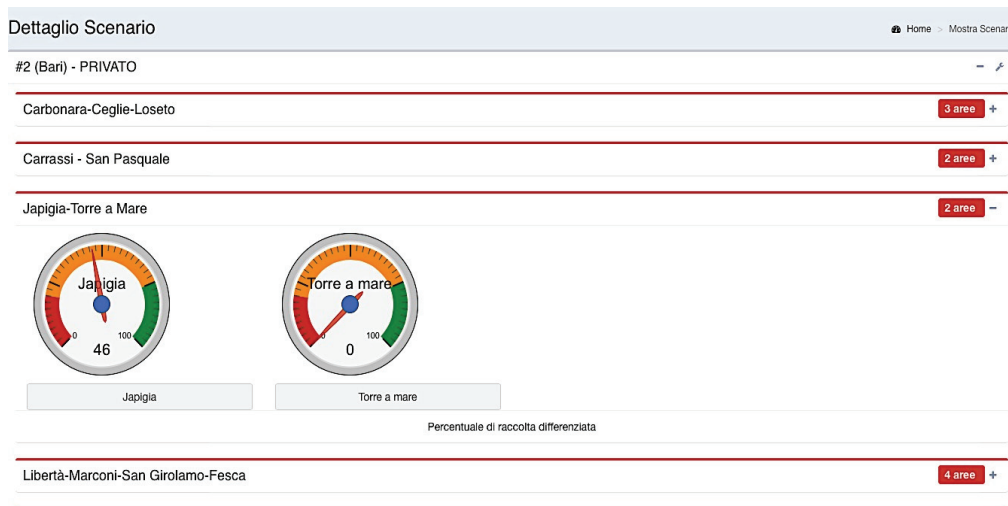 Dettaglio Scenario
Home > Mostra Scenar
#2 (Bari) - PRIVATO
Carbonara-Ceglie-Loseto
3 aree
Carrassi - San Pasquale
2 aree
Japigia-Torre a Mare
2 aree
Japigia
0 100
46
Torre a mare
0 100
0
Japigia
Torre a mare
Percentuale di raccolta differenziata
Libertà-Marconi-San Girolamo-Fesca
4 aree